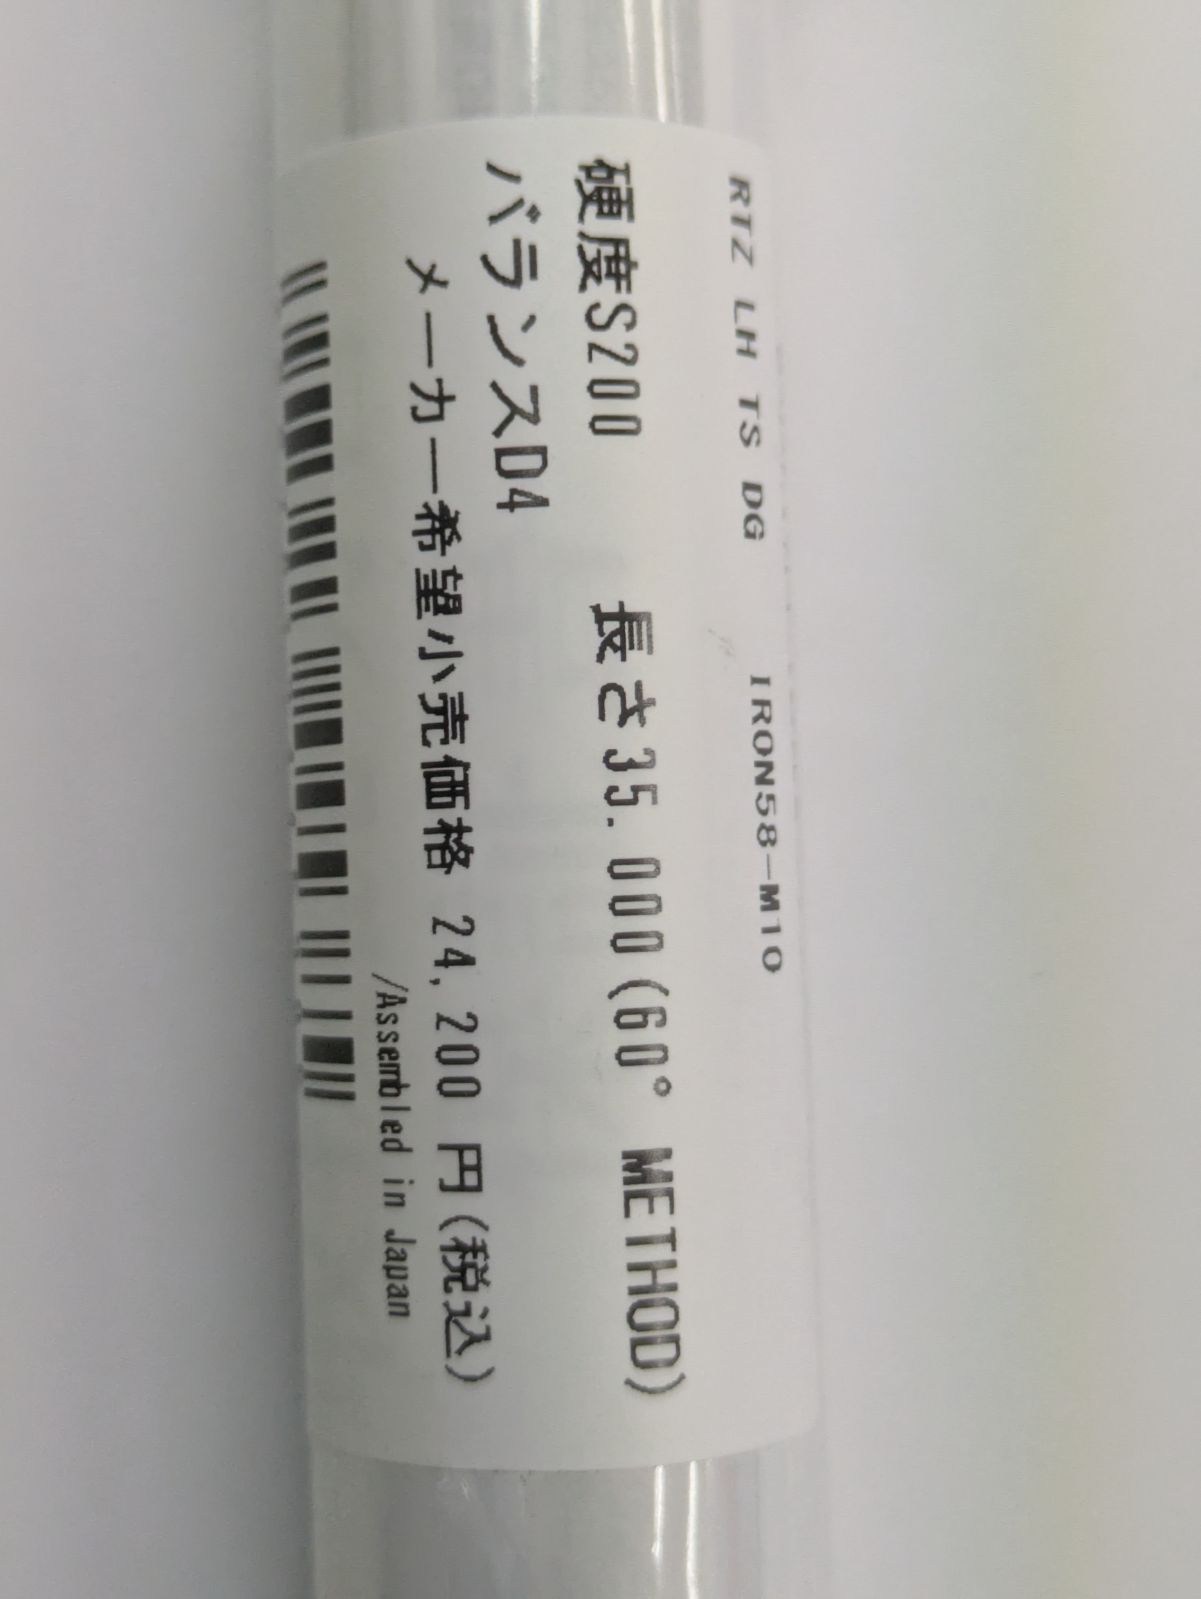 RTZ LH TS DG IRON58-M10
硬度S200 長さ35.000(60° METHOD)
バランスD4
メーカー希望小売価格 24,200 円(税込)
/Assembled in Japan